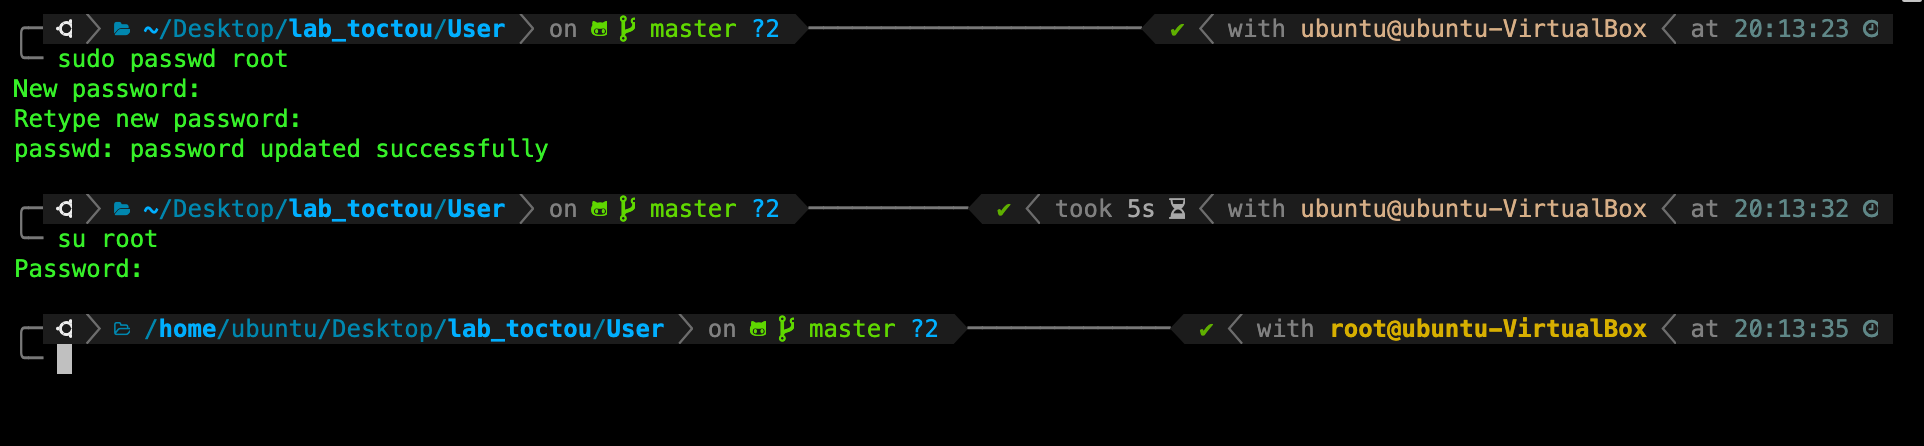 ~/Desktop/lab_toctou/User on master ?2 ✔ with ubuntu@ubuntu-VirtualBox at 20:13:23
sudo passwd root
New password:
Retype new password:
passwd: password updated successfully
~/Desktop/lab_toctou/User on master ?2 ✔ took 5s with ubuntu@ubuntu-VirtualBox at 20:13:32
su root
Password:
/home/ubuntu/Desktop/lab_toctou/User on master ?2 ✔ with root@ubuntu-VirtualBox at 20:13:35